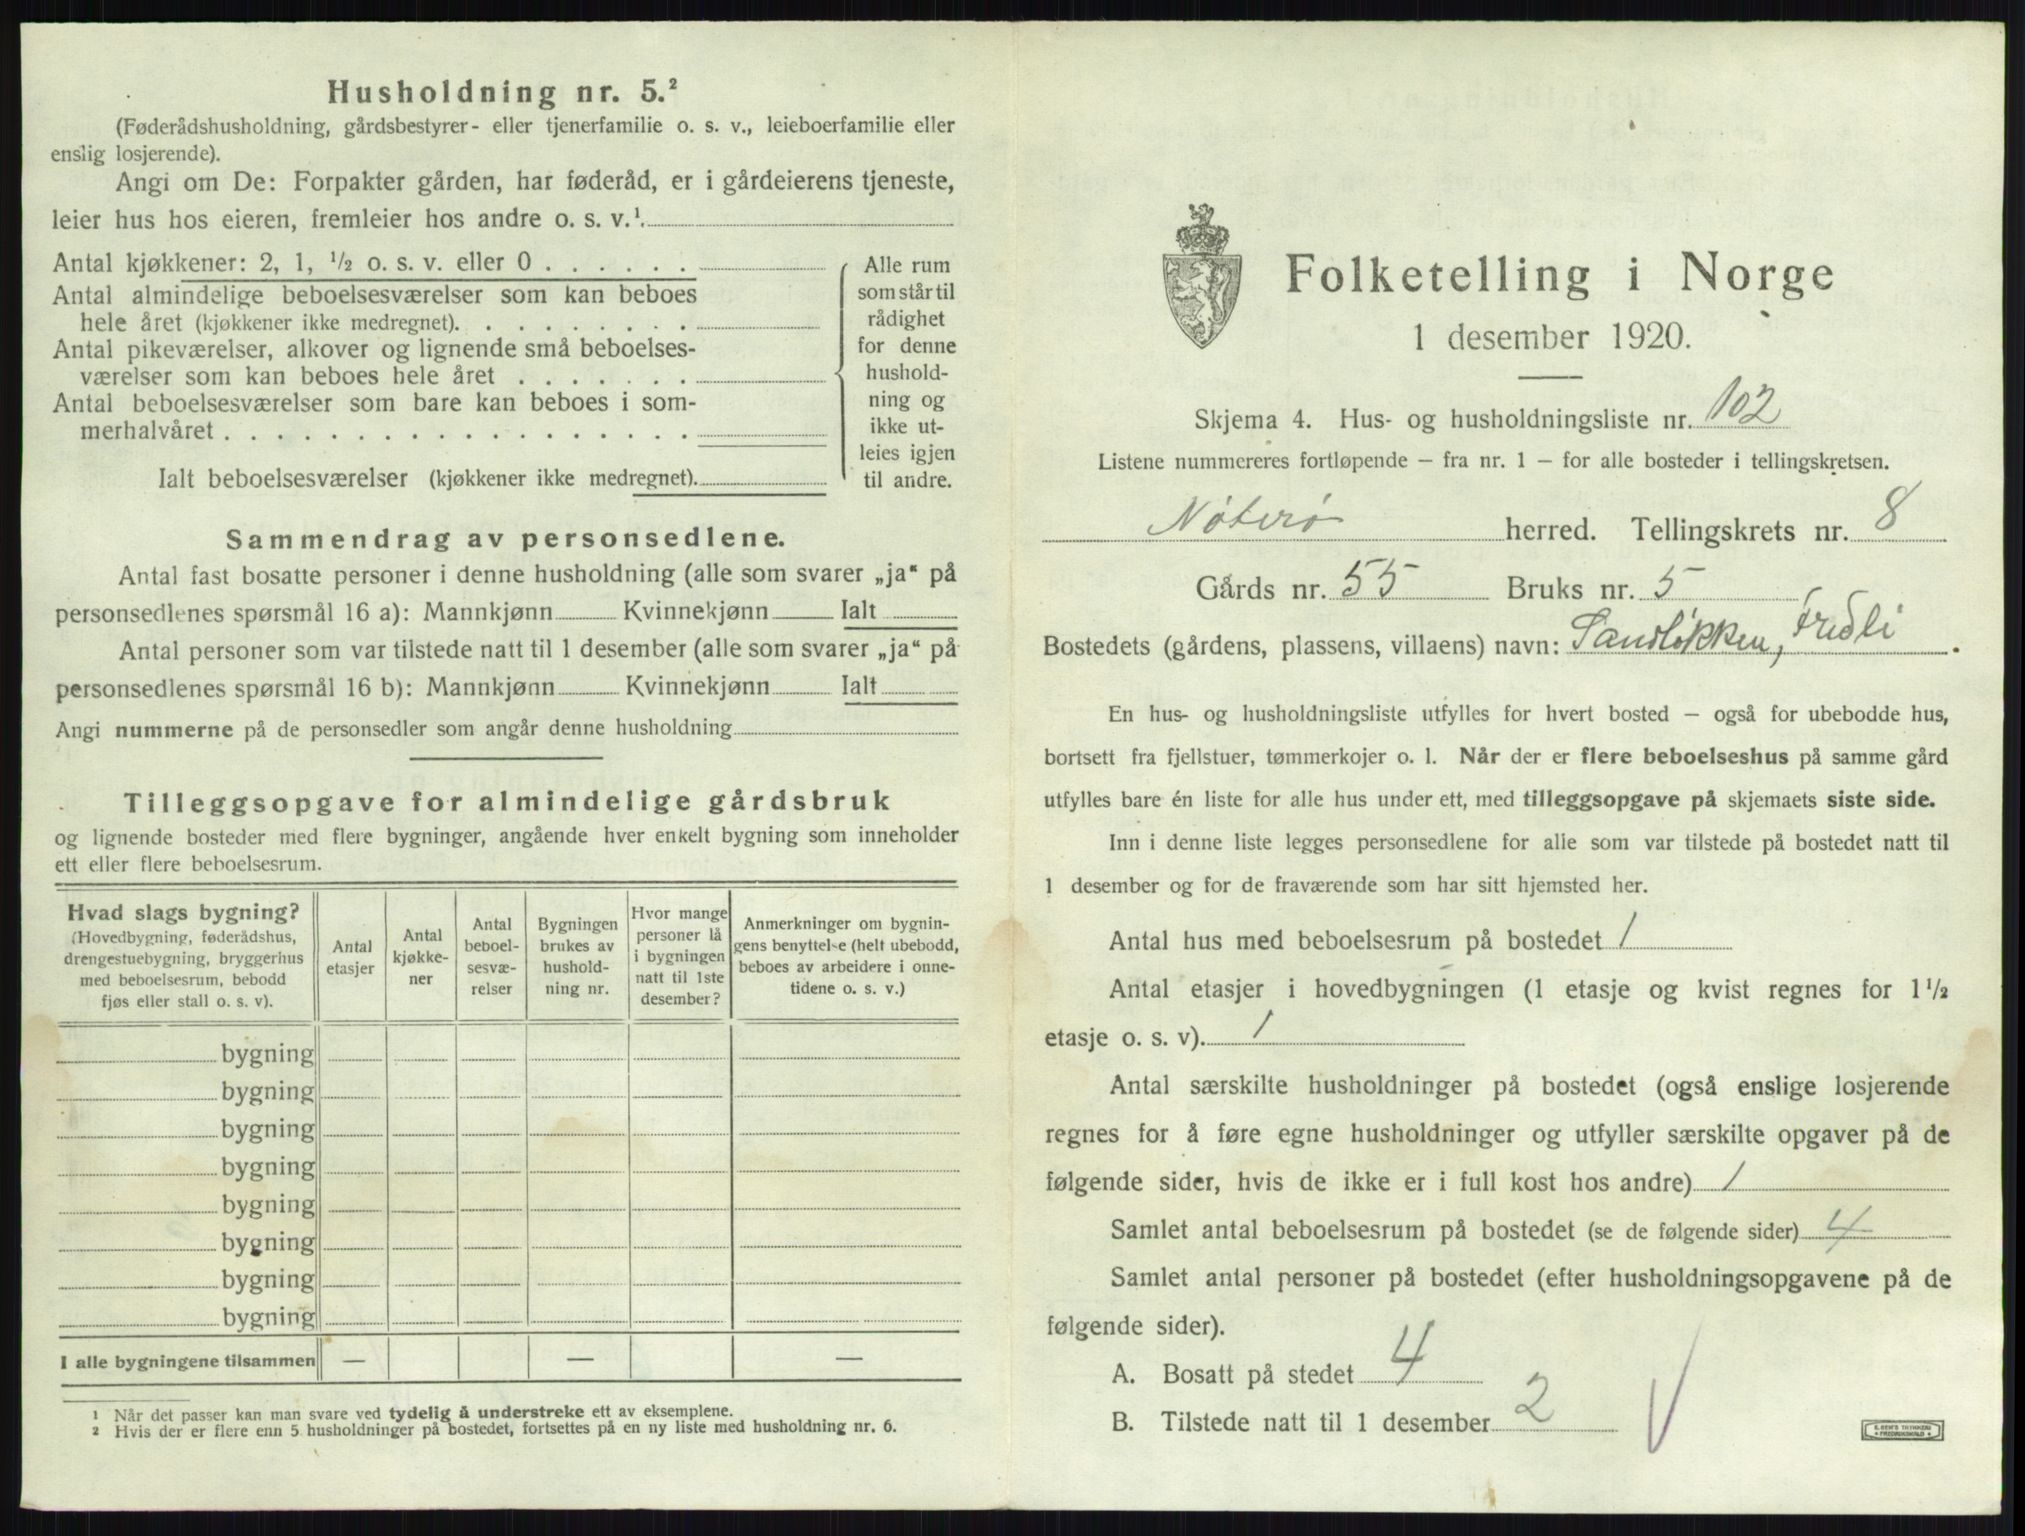 Husholdning nr. 5.²
(Føderådshusholdning, gårdsbestyrer- eller tjenerfamilie o. s. v., leieboerfamilie eller
enslig losjerende).
Angi om De: Forpakter gården, har føderåd, er i gårdeierens tjeneste,
leier hus hos eieren, fremleier hos andre o. s. v.¹.
Antal kjøkkener: 2, 1, ½ o. s. v. eller 0 . . . . . .
Antal almindelige beboelsesværelser som kan beboes
hele året (kjøkkener ikke medregnet). . . . . . . . .
Antal pikeværelser, alkover og lignende små beboelses-
værelser som kan beboes hele året . . . . . . .
Antal beboelsesværelser som bare kan beboes i som-
merhalvåret . . . . . . . . . . . . . . . . . .
Ialt beboelsesværelser (kjøkkener ikke medregnet).
Alle rum
som står til
rådighet
for denne
hushold-
ning og
ikke ut-
leies igjen
til andre.
Sammendrag av personsedlene.
Antal fast bosatte personer i denne husholdning (alle som svarer „ja“ på
personsedlenes spørsmål 16 a): Mannkjønn Kvinnekjønn Ialt
Antal personer som var tilstede natt til 1 desember (alle som svarer „ja“ på
personsedlenes spørsmål 16 b): Mannkjønn Kvinnekjønn Ialt
Angi nummerne på de personsedler som angår denne husholdning
Tilleggsopgave for almindelige gårdsbruk
og lignende bosteder med flere bygninger, angående hver enkelt bygning som inneholder
ett eller flere beboelsesrum.
Hvad slags bygning?
(Hovedbygning, føderådshus,
drengestuebygning, bryggerhus
med beboelsesrum, bebodd
fjøs eller stall o. s. v).
Antal
etasjer
Antal
kjøkke-
ner
Antal
beboel-
sesvæ-
relser
Bygningen
brukes av
hushold-
ning nr.
Hvor mange
personer lå
i bygningen
natt til 1ste
desember?
Anmerkninger om bygnin-
gens benyttelse (helt ubebodd,
beboes av arbeidere i onne-
tidene o. s. v.)
bygning
bygning
bygning
bygning
bygning
bygning
bygning
bygning
I alle bygningene tilsammen — — —
¹ Når det passer kan man svare ved tydelig å understreke ett av eksemplene.
² Hvis der er flere enn 5 husholdninger på bostedet, fortsettes på en ny liste med husholdning nr. 6.
Folketelling i Norge
1 desember 1920.
Skjema 4. Hus- og husholdningsliste nr. 102
Listene nummereres fortløpende – fra nr. 1 – for alle bosteder i tellingskretsen.
Nøterø herred. Tellingskrets nr. 8
Gårds nr. 55 Bruks nr. 5
Bostedets (gårdens, plassens, villaens) navn: Sandløkken, Fredli.
En hus- og husholdningsliste utfylles for hvert bosted – også for ubebodde hus,
bortsett fra fjellstuer, tømmerkojer o. l. Når der er flere beboelseshus på samme gård
utfylles bare én liste for alle hus under ett, med tilleggsopgave på skjemaets siste side.
Inn i denne liste legges personsedlene for alle som var tilstede på bostedet natt til
1 desember og for de fraværende som har sitt hjemsted her.
Antal hus med beboelsesrum på bostedet 1
Antal etasjer i hovedbygningen (1 etasje og kvist regnes for 1½
etasje o. s. v). 1
Antal særskilte husholdninger på bostedet (også enslige losjerende
regnes for å føre egne husholdninger og utfyller særskilte opgaver på de
følgende sider, hvis de ikke er i full kost hos andre) 1
Samlet antal beboelsesrum på bostedet (se de følgende sider) 4
Samlet antal personer på bostedet (efter husholdningsopgavene på de
følgende sider).
A. Bosatt på stedet 4
B. Tilstede natt til 1 desember 2